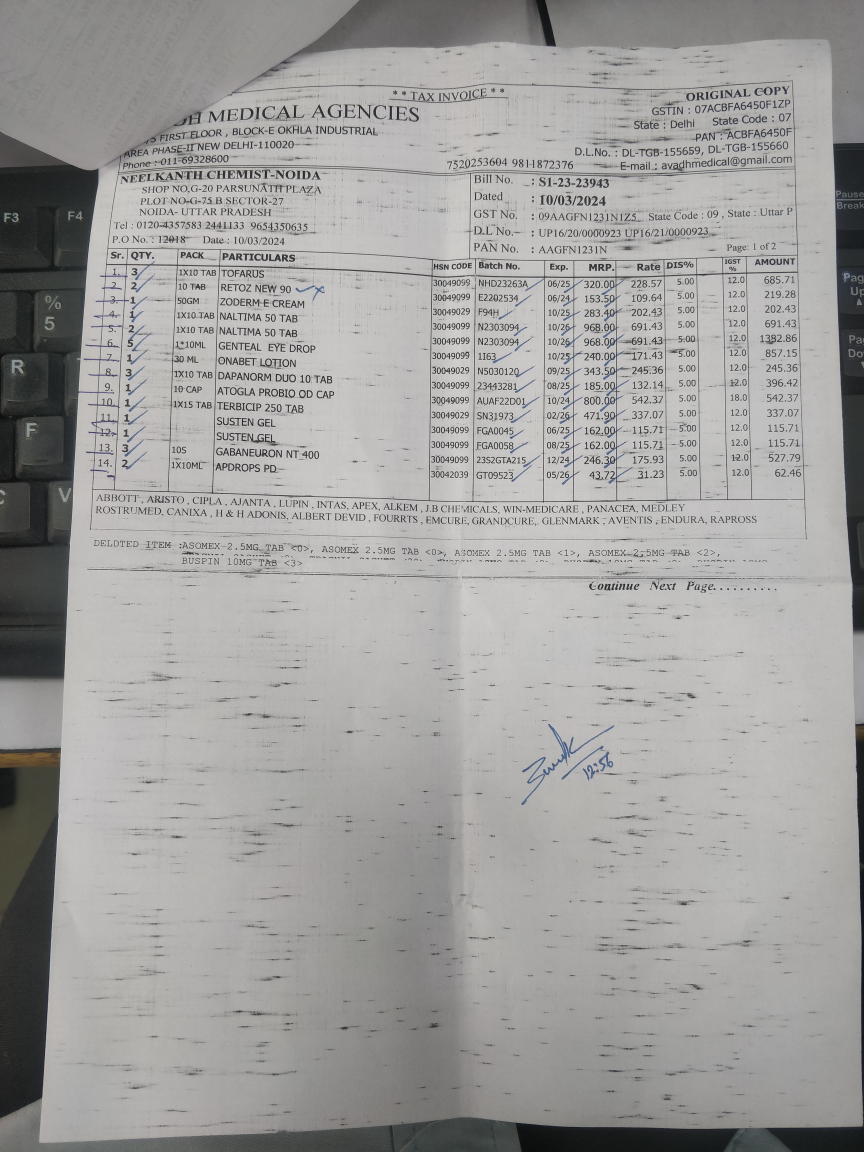 * * TAX INVOICE * *
ORIGINAL COPY
MEDICAL AGENCIES
GSTIN : 07ACBFA6450F1ZP
FIRST FLOOR , BLOCK-E OKHLA INDUSTRIAL
State : Delhi State Code : 07
AREA PHASE-II NEW DELHI-110020
PAN : ACBFA6450F
Phone : 011-69328600
D.L.No. : DL-TGB-155659, DL-TGB-155660
7520253604 9811872376
E-mail : avadhmedical@gmail.com
NEELKANTH CHEMIST-NOIDA
SHOP NO,G-20 PARSUNATH PLAZA
PLOT NO-G-75 B SECTOR-27
NOIDA- UTTAR PRADESH
Tel : 0120-4357583 2441133 9654350635
P.O No. : 12018 Date : 10/03/2024
Bill No. : S1-23-23943
Dated : 10/03/2024
GST No. : 09AAGFN1231N1Z5 State Code : 09 , State : Uttar P
D.L No. : UP16/20/0000923 UP16/21/0000923
PAN No. : AAGFN1231N Page: 1 of 2
Sr. QTY. PACK PARTICULARS HSN CODE Batch No. Exp. MRP. Rate DIS% IGST % AMOUNT
1. 3 1X10 TAB TOFARUS 30049099 NHD23263A 06/25 320.00 228.57 5.00 12.0 685.71
2. 2 10 TAB RETOZ NEW 90 30049099 E2202534 06/24 153.50 109.64 5.00 12.0 219.28
3. 1 50GM ZODERM E CREAM 30049029 F94H 10/25 283.40 202.43 5.00 12.0 202.43
4. 1 1X10 TAB NALTIMA 50 TAB 30049099 N2303094 10/26 968.00 691.43 5.00 12.0 691.43
5. 2 1X10 TAB NALTIMA 50 TAB 30049099 N2303094 10/26 968.00 691.43 5.00 12.0 1382.86
6. 5 1*10ML GENTEAL EYE DROP 30049099 1I63 10/25 240.00 171.43 5.00 12.0 857.15
7. 1 30 ML ONABET LOTION 30049029 N5030120 09/25 343.50 245.36 5.00 12.0 245.36
8. 3 1X10 TAB DAPANORM DUO 10 TAB 30049099 23443281 08/25 185.00 132.14 5.00 12.0 396.42
9. 1 10 CAP ATOGLA PROBIO OD CAP 30049099 AUAF22D01 10/24 800.00 542.37 5.00 18.0 542.37
10. 1 1X15 TAB TERBICIP 250 TAB 30049029 SN31973 02/26 471.90 337.07 5.00 12.0 337.07
11. 1 SUSTEN GEL 30049099 FGA0045 06/25 162.00 115.71 5.00 12.0 115.71
12. 1 SUSTEN GEL 30049099 FGA0058 08/25 162.00 115.71 5.00 12.0 115.71
13. 3 10S GABANEURON NT 400 30049099 23S2GTA215 12/24 246.30 175.93 5.00 12.0 527.79
14. 2 1X10ML APDROPS PD 30042039 GT09523 05/26 43.72 31.23 5.00 12.0 62.46
ABBOTT , ARISTO , CIPLA , AJANTA , LUPIN , INTAS, APEX, ALKEM , J.B CHEMICALS, WIN-MEDICARE , PANACEA, MEDLEY
ROSTRUMED, CANIXA , H & H ADONIS, ALBERT DEVID , FOURRTS , EMCURE, GRANDCURE, GLENMARK , AVENTIS , ENDURA, RAPROSS
DELDTED ITEM :ASOMEX 2.5MG TAB <0>, ASOMEX 2.5MG TAB <0>, ASOMEX 2.5MG TAB <1>, ASOMEX 2.5MG TAB <2>,
BUSPIN 10MG TAB <3>
Continue Next Page..........
12:56
F3
F4
%
5
R
F
C
V
Pause
Break